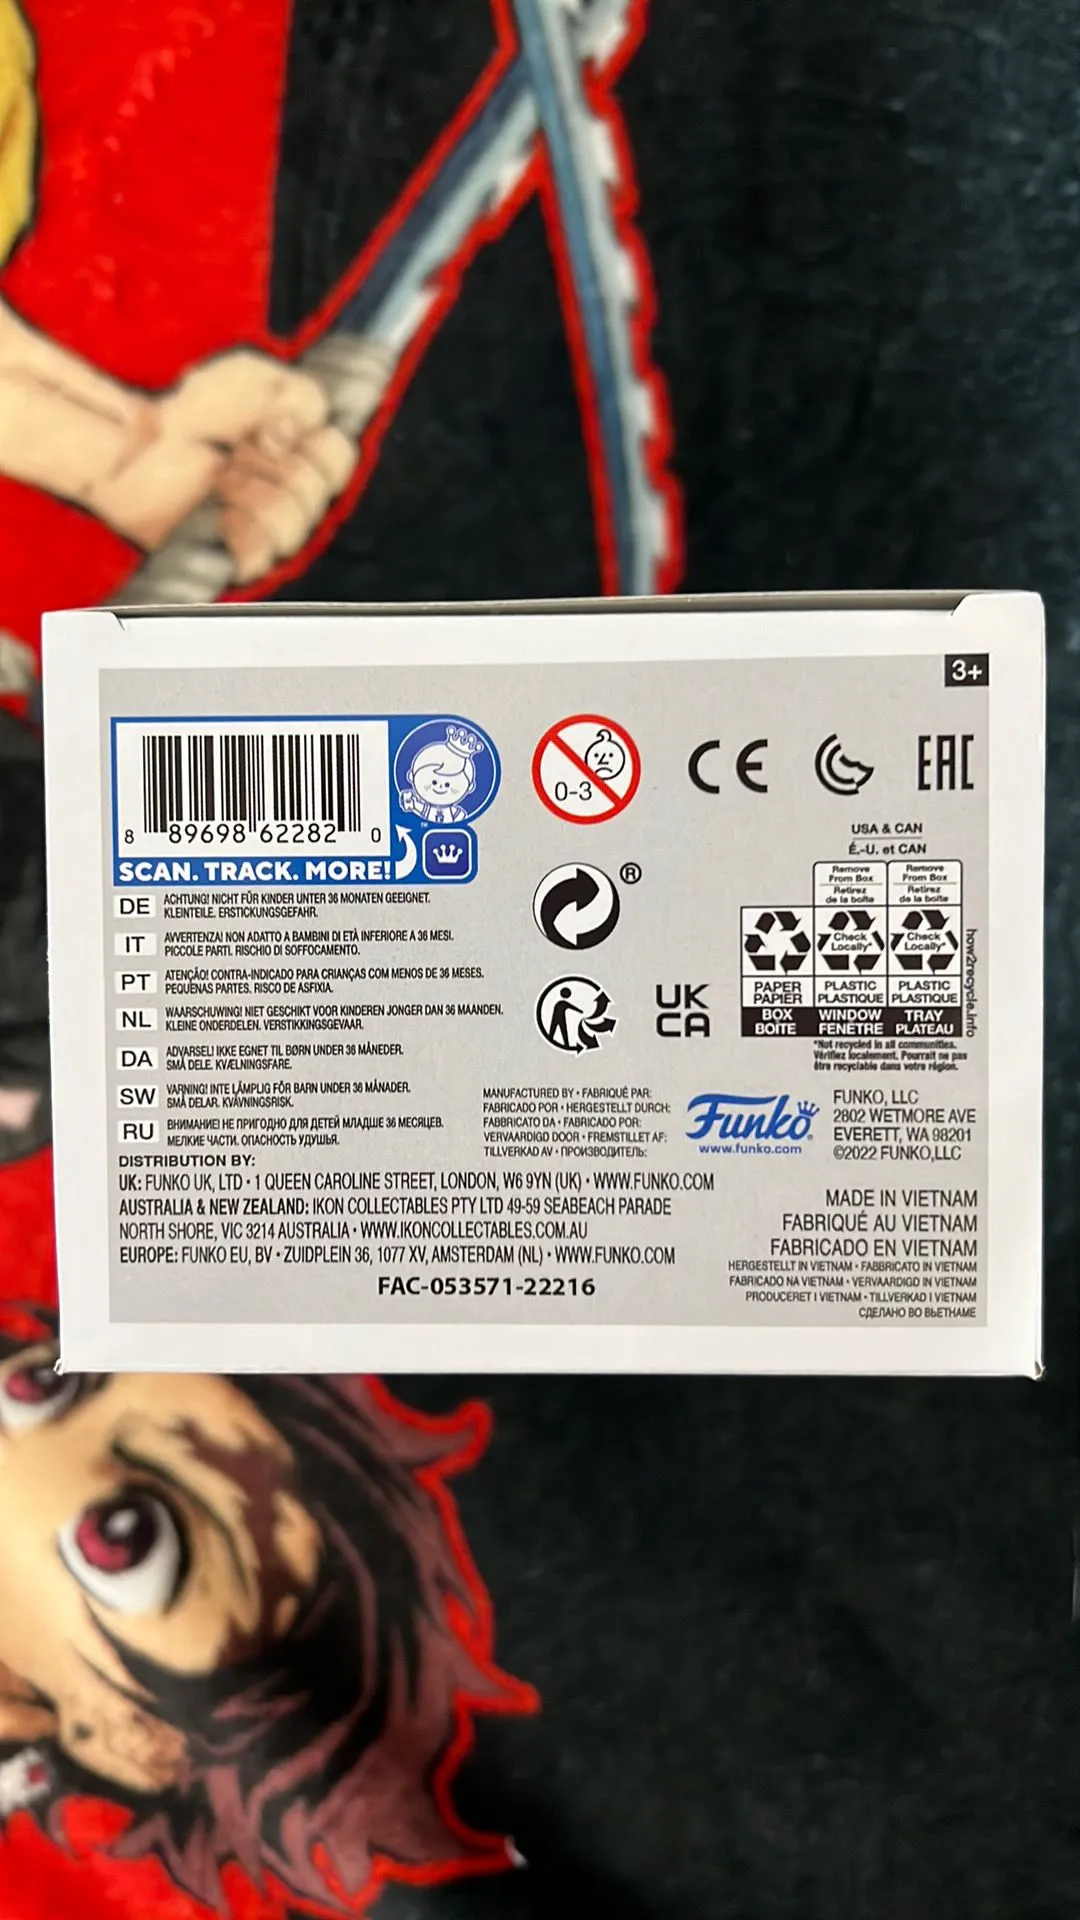 3+
8 89698 62282 0
SCAN. TRACK. MORE!
TM
0-3
CE
EAC
®
UK
CA
USA & CAN
É.-U. et CAN
Remove From Box
Retirez de la boîte
Remove From Box
Retirez de la boîte
Check Locally*
Check Locally*
PAPER PAPIER
PLASTIC PLASTIQUE
PLASTIC PLASTIQUE
BOX BOÎTE
WINDOW FENÊTRE
TRAY PLATEAU
how2recycle.info
*Not recycled in all communities.
Vérifiez localement. Pourrait ne pas
être recyclable dans votre région.
DE ACHTUNG! NICHT FÜR KINDER UNTER 36 MONATEN GEEIGNET.
KLEINTEILE. ERSTICKUNGSGEFAHR.
IT AVVERTENZA! NON ADATTO A BAMBINI DI ETÀ INFERIORE A 36 MESI.
PICCOLE PARTI. RISCHIO DI SOFFOCAMENTO.
PT ATENÇÃO! CONTRA-INDICADO PARA CRIANÇAS COM MENOS DE 36 MESES.
PEQUENAS PARTES. RISCO DE ASFIXIA.
NL WAARSCHUWING! NIET GESCHIKT VOOR KINDEREN JONGER DAN 36 MAANDEN.
KLEINE ONDERDELEN. VERSTIKKINGSGEVAAR.
DA ADVARSEL! IKKE EGNET TIL BØRN UNDER 36 MÅNEDER.
SMÅ DELE. KVÆLNINGSFARE.
SW VARNING! INTE LÄMPLIG FÖR BARN UNDER 36 MÅNADER.
SMÅ DELAR. KVÄVNINGSRISK.
RU ВНИМАНИЕ! НЕ ПРИГОДНО ДЛЯ ДЕТЕЙ МЛАДШЕ 36 МЕСЯЦЕВ.
МЕЛКИЕ ЧАСТИ. ОПАСНОСТЬ УДУШЬЯ.
MANUFACTURED BY • FABRIQUÉ PAR:
FABRICADO POR • HERGESTELLT DURCH:
FABBRICATO DA • FABRICADO POR:
VERVAARDIGD DOOR • FREMSTILLET AF:
TILLVERKAD AV • ПРОИЗВОДИТЕЛЬ:
Funko®
www.funko.com
FUNKO, LLC
2802 WETMORE AVE
EVERETT, WA 98201
©2022 FUNKO,LLC
DISTRIBUTION BY:
UK: FUNKO UK, LTD • 1 QUEEN CAROLINE STREET, LONDON, W6 9YN (UK) • WWW.FUNKO.COM
AUSTRALIA & NEW ZEALAND: IKON COLLECTABLES PTY LTD 49-59 SEABEACH PARADE
NORTH SHORE, VIC 3214 AUSTRALIA • WWW.IKONCOLLECTABLES.COM.AU
EUROPE: FUNKO EU, BV • ZUIDPLEIN 36, 1077 XV, AMSTERDAM (NL) • WWW.FUNKO.COM
FAC-053571-22216
MADE IN VIETNAM
FABRIQUÉ AU VIETNAM
FABRICADO EN VIETNAM
HERGESTELLT IN VIETNAM • FABBRICATO IN VIETNAM
FABRICADO NA VIETNAM • VERVAARDIGD IN VIETNAM
PRODUCERET I VIETNAM • TILLVERKAD I VIETNAM
СДЕЛАНО ВО ВЬЕТНАМЕ